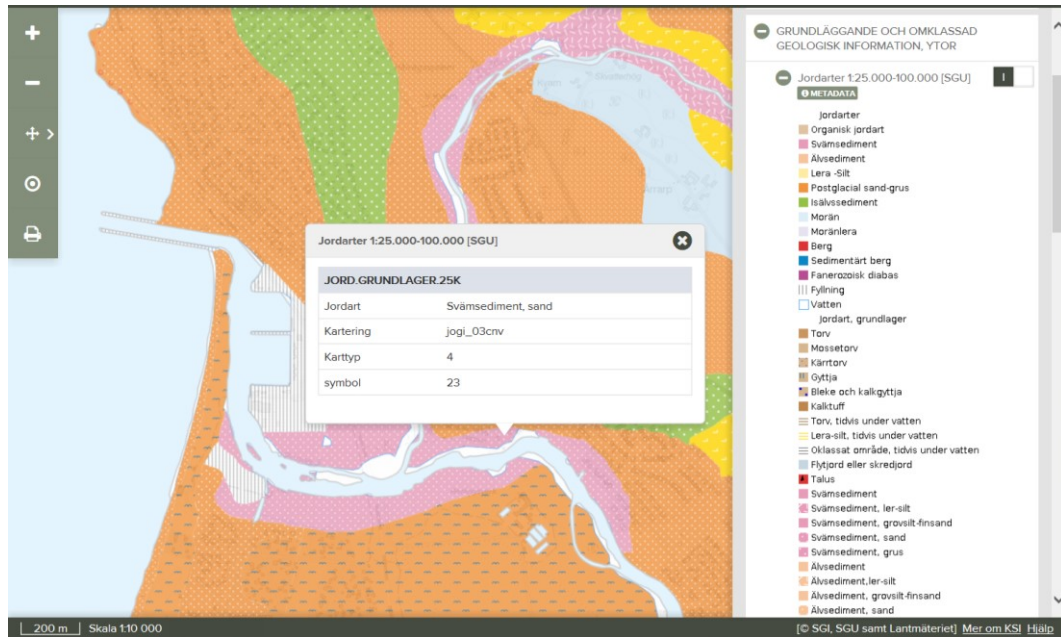 GRUNDLÄGGANDE OCH OMKLASSAD
GEOLOGISK INFORMATION, YTOR
Jordarter 1:25.000-100.000 [SGU]
METADATA
Jordarter
Organisk jordart
Svämsediment
Älvsediment
Lera -Silt
Postglacial sand-grus
Isälvssediment
Morän
Moränlera
Berg
Sedimentärt berg
Fanerozoisk diabas
Fyllning
Vatten
Jordart, grundlager
Torv
Mossetorv
Kärrtorv
Gyttja
Bleke och kalkgyttja
Kalktuff
Torv, tidvis under vatten
Lera-silt, tidvis under vatten
Oklassat område, tidvis under vatten
Flytjord eller skredjord
Talus
Svämsediment
Svämsediment, ler-silt
Svämsediment, grovsilt-finsand
Svämsediment, sand
Svämsediment, grus
Älvsediment
Älvsediment,ler-silt
Älvsediment, grovsilt-finsand
Älvsediment, sand
Jordarter 1:25.000-100.000 [SGU]
JORD.GRUNDLAGER.25K
Jordart Svämsediment, sand
Kartering jogi_03cnv
Karttyp 4
symbol 23
200 m Skala 1:10 000
[© SGI, SGU samt Lantmäteriet] Mer om KSI Hjälp